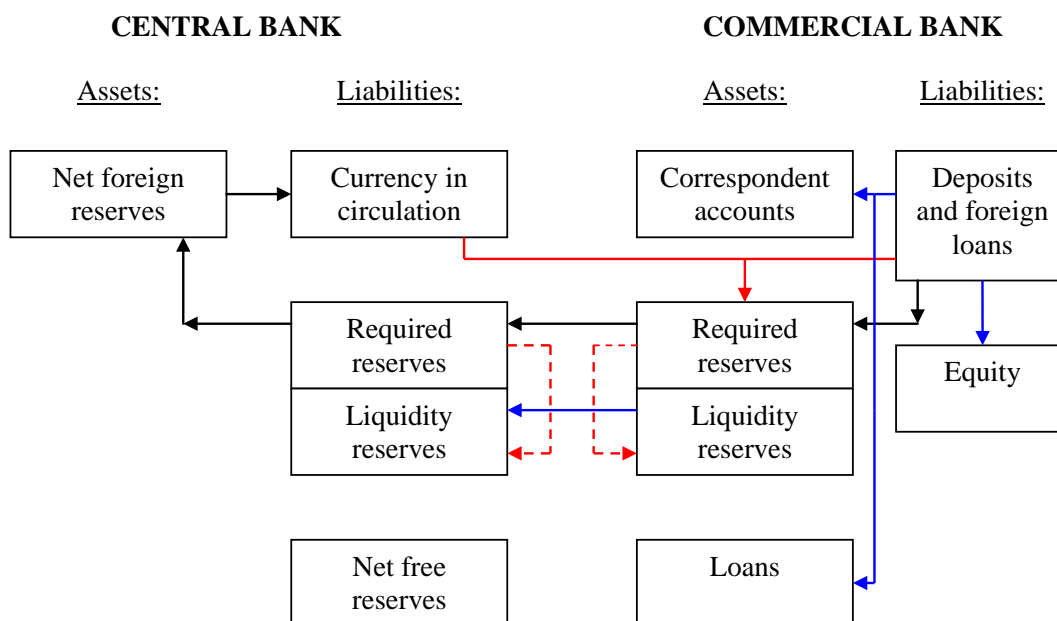 CENTRAL BANK
COMMERCIAL BANK
Assets:
Liabilities:
Assets:
Liabilities:
Net foreign
reserves
Currency in
circulation
Correspondent
accounts
Deposits
and foreign
loans
Required
reserves
Required
reserves
Equity
Liquidity
reserves
Liquidity
reserves
Net free
reserves
Loans